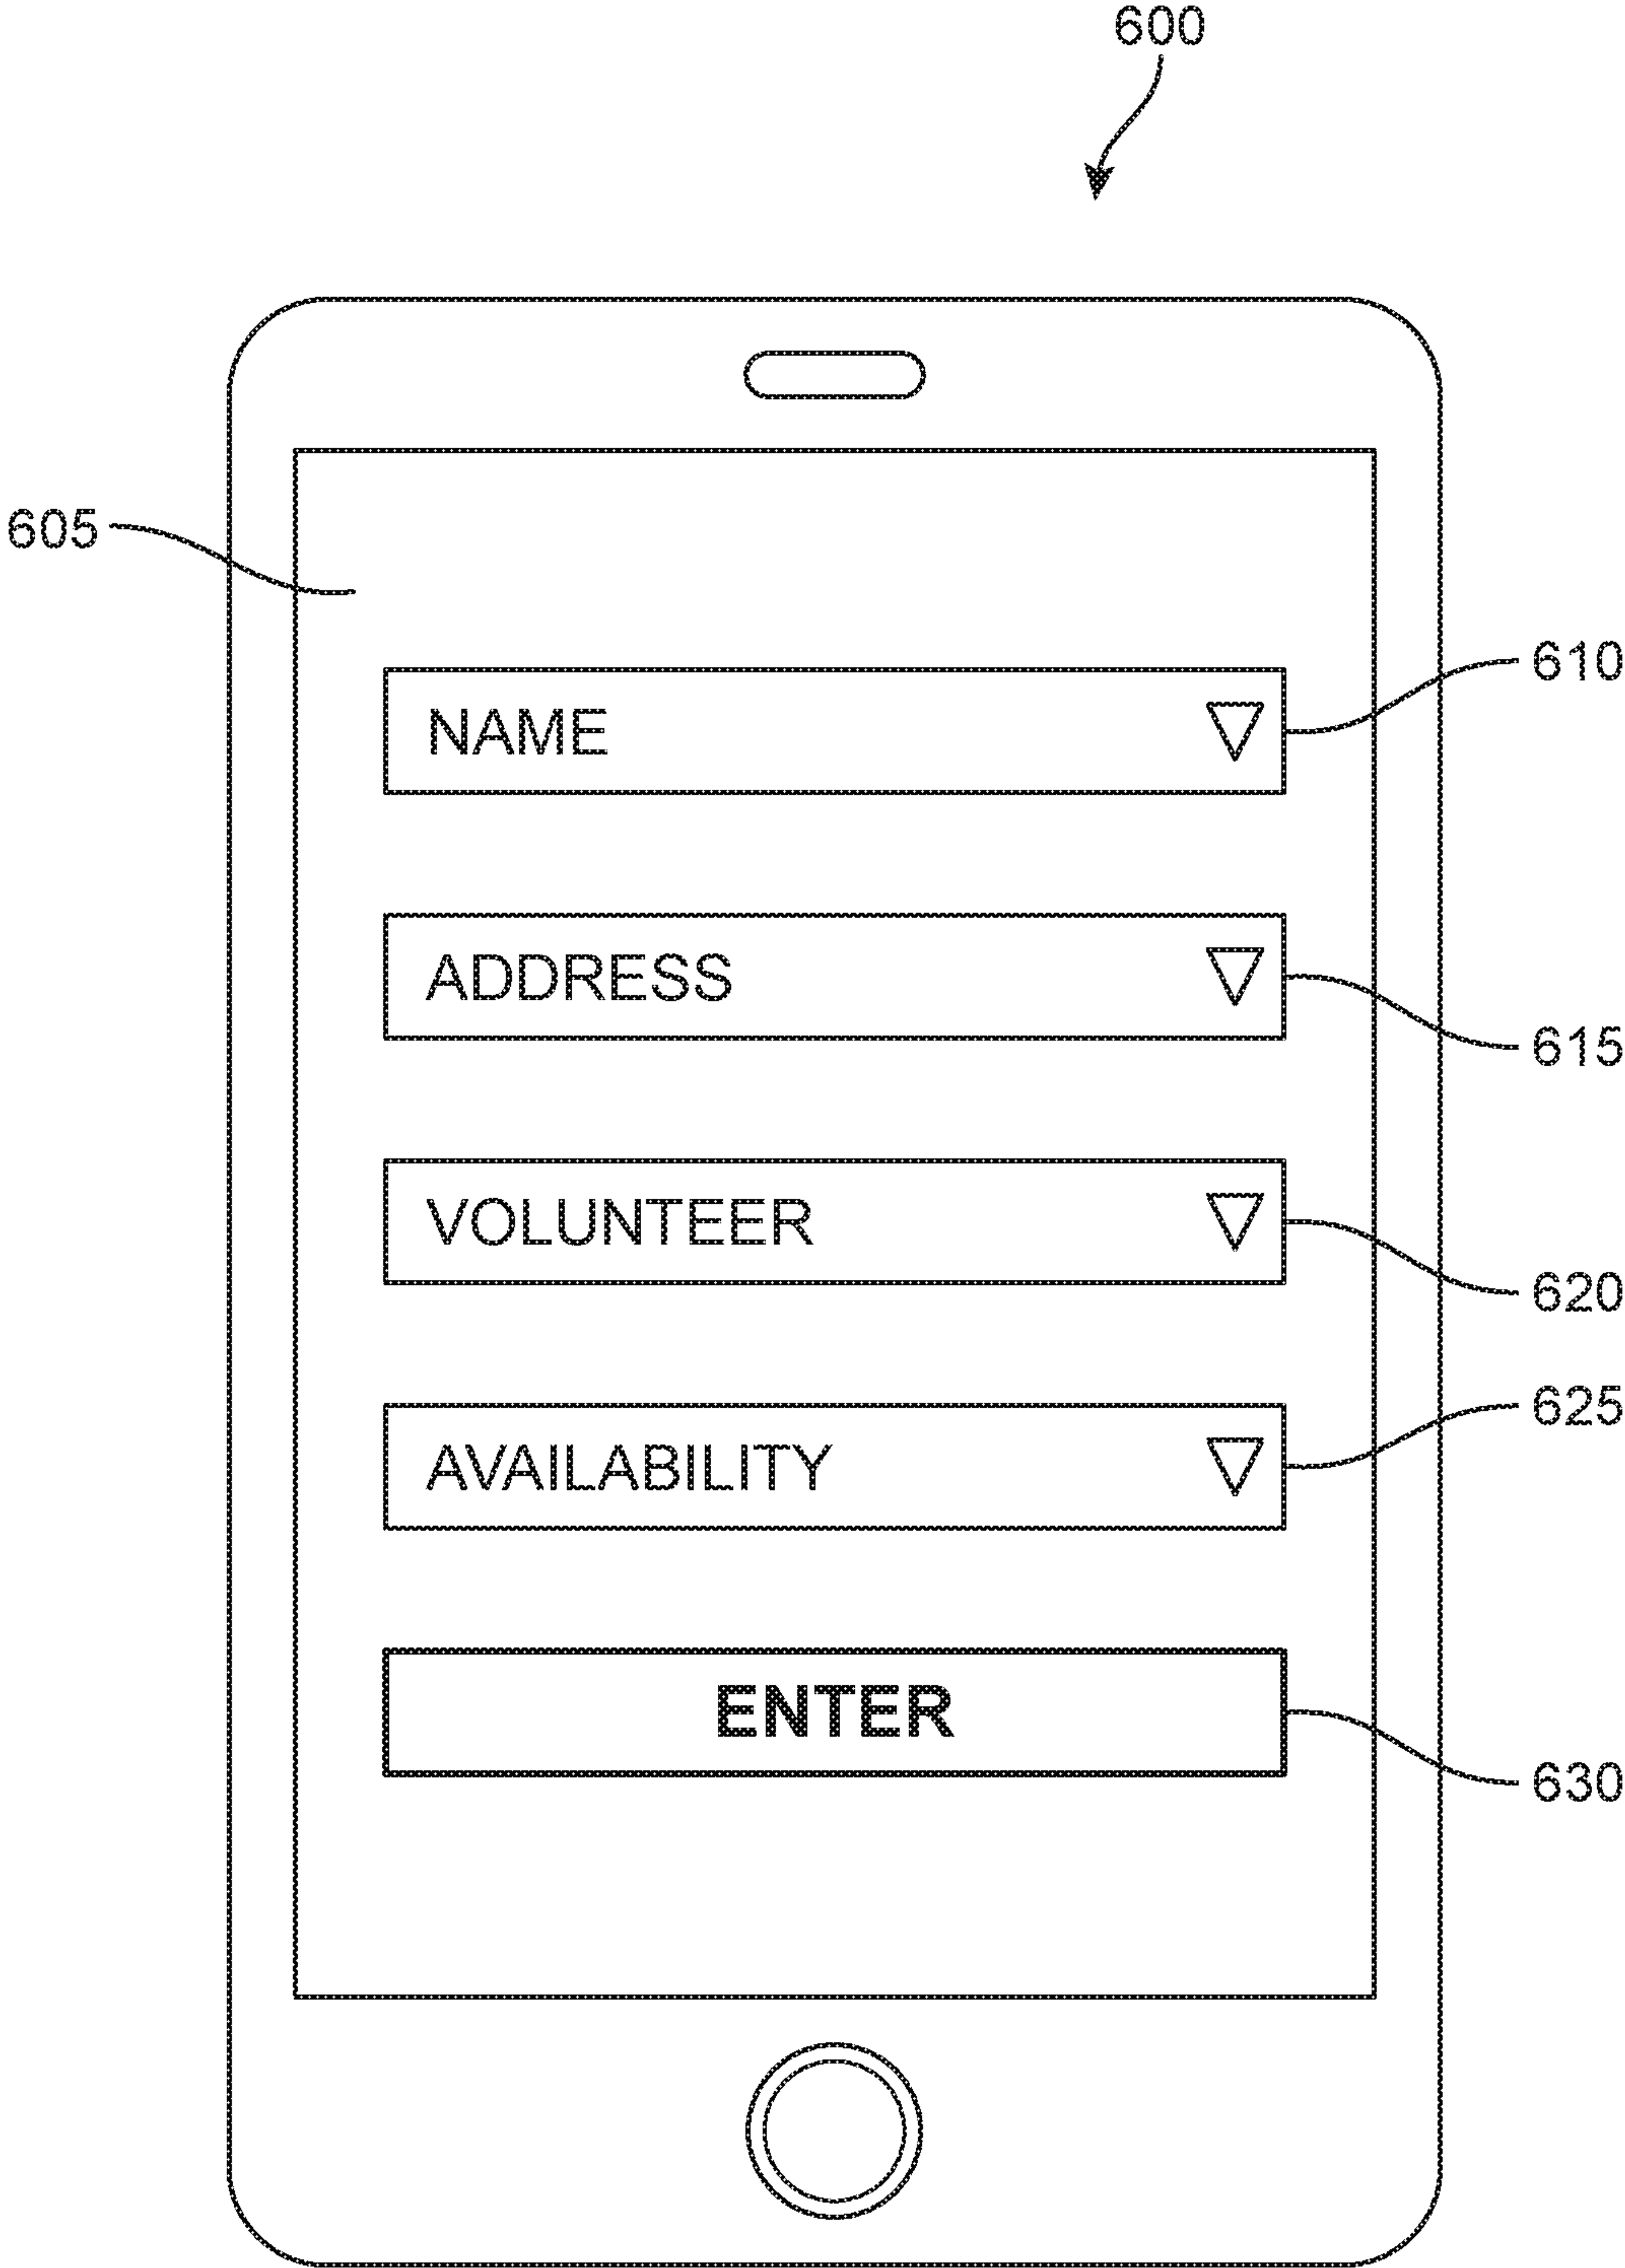 600
605
NAME
610
ADDRESS
615
VOLUNTEER
620
625
AVAILABILITY
ENTER
630